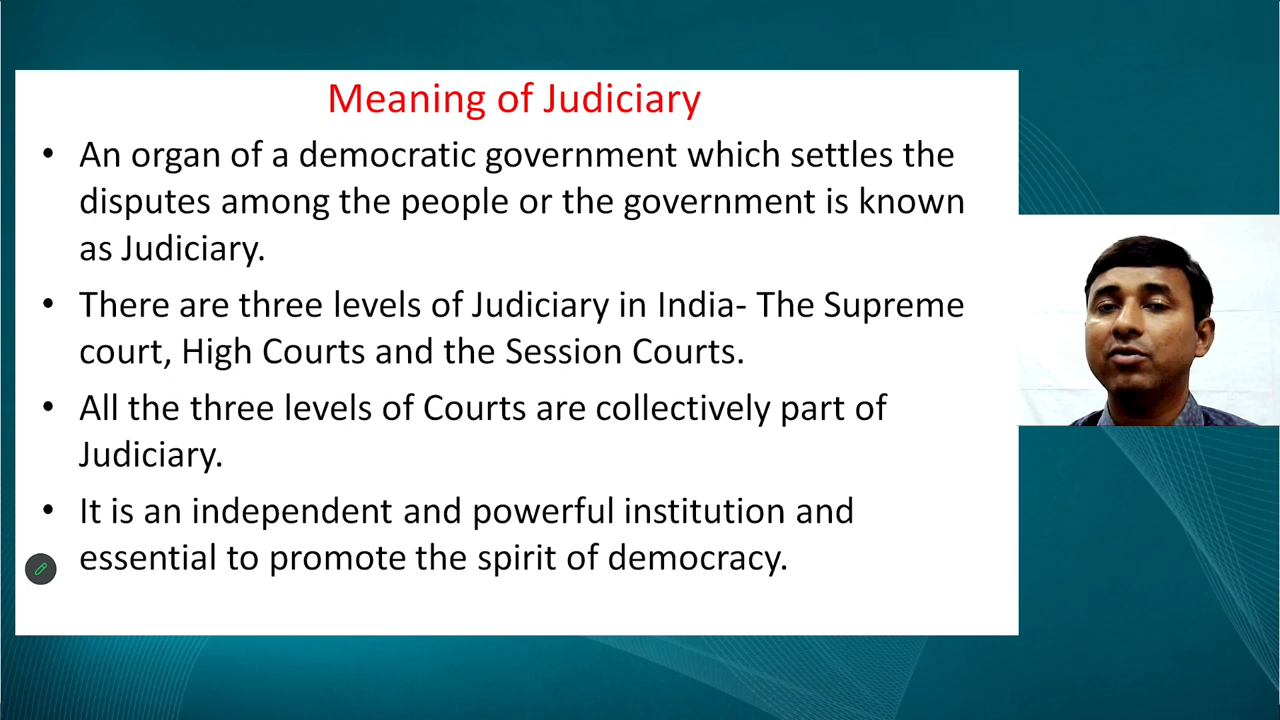 Meaning of Judiciary
• An organ of a democratic government which settles the
disputes among the people or the government is known
as Judiciary.
• There are three levels of Judiciary in India- The Supreme
court, High Courts and the Session Courts.
• All the three levels of Courts are collectively part of
Judiciary.
• It is an independent and powerful institution and
essential to promote the spirit of democracy.